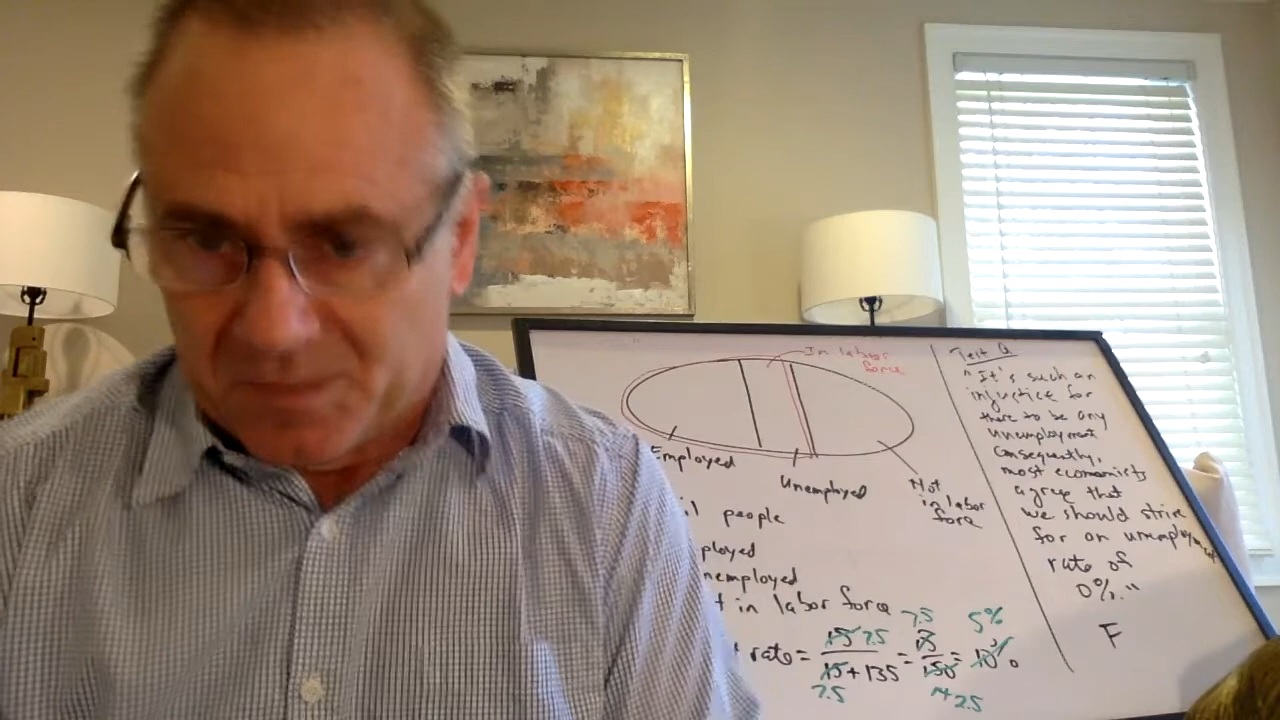 In labor
force
Employed
Unemployed
Not
in labor
force
people
ployed
nemployed
t in labor force
rate = 15 7.5 / 15 + 135 = 15 7.5 / 150 = 10% 5%
7.5
142.5
Test Q
"It's such an
injustice for
there to be any
unemployment
Consequently,
most economists
agree that
we should strive
for an unemployment
rate of
0%."
F